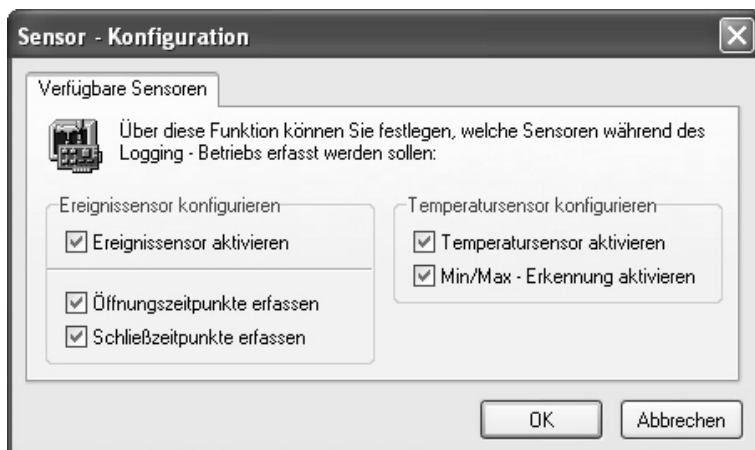 Sensor - Konfiguration
Verfügbare Sensoren
Über diese Funktion können Sie festlegen, welche Sensoren während des
Logging - Betriebs erfasst werden sollen:
Ereignissensor konfigurieren
Ereignissensor aktivieren
Öffnungszeitpunkte erfassen
Schließzeitpunkte erfassen
Temperatursensor konfigurieren
Temperatursensor aktivieren
Min/Max - Erkennung aktivieren
OK
Abbrechen